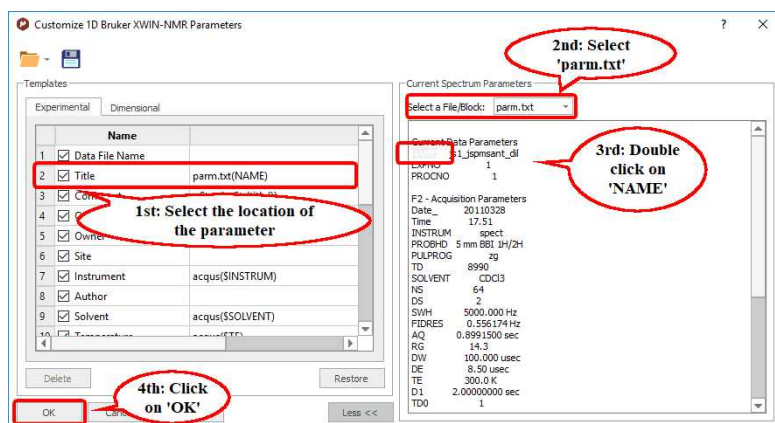 Customize 1D Bruker XWIN-NMR Parameters
? X
2nd: Select
'parm.txt'
Templates
Current Spectrum Parameters
Experimental Dimensional
Select a File/Block: parm.txt
Name
1 Data File Name
2 Title parm.txt(NAME)
3
4
5 Owner
6 Site
7 Instrument acqus($INSTRUM)
8 Author
9 Solvent acqus($SOLVENT)
10 Temperature acqus($TE)
1st: Select the location of
the parameter
Current Data Parameters
js1_jspmsant_dil
EXPNO 1
PROCNO 1
3rd: Double
click on
'NAME'
F2 - Acquisition Parameters
Date_ 20110328
Time 17.51
INSTRUM spect
PROBHD 5 mm BBI 1H/2H
PULPROG zg
TD 8990
SOLVENT CDCl3
NS 64
DS 2
SWH 5000.000 Hz
FIDRES 0.556174 Hz
AQ 0.8991500 sec
RG 14.3
DW 100.000 usec
DE 8.50 usec
TE 300.0 K
D1 2.00000000 sec
TD0 1
Delete Restore
4th: Click
on 'OK'
OK Less <<